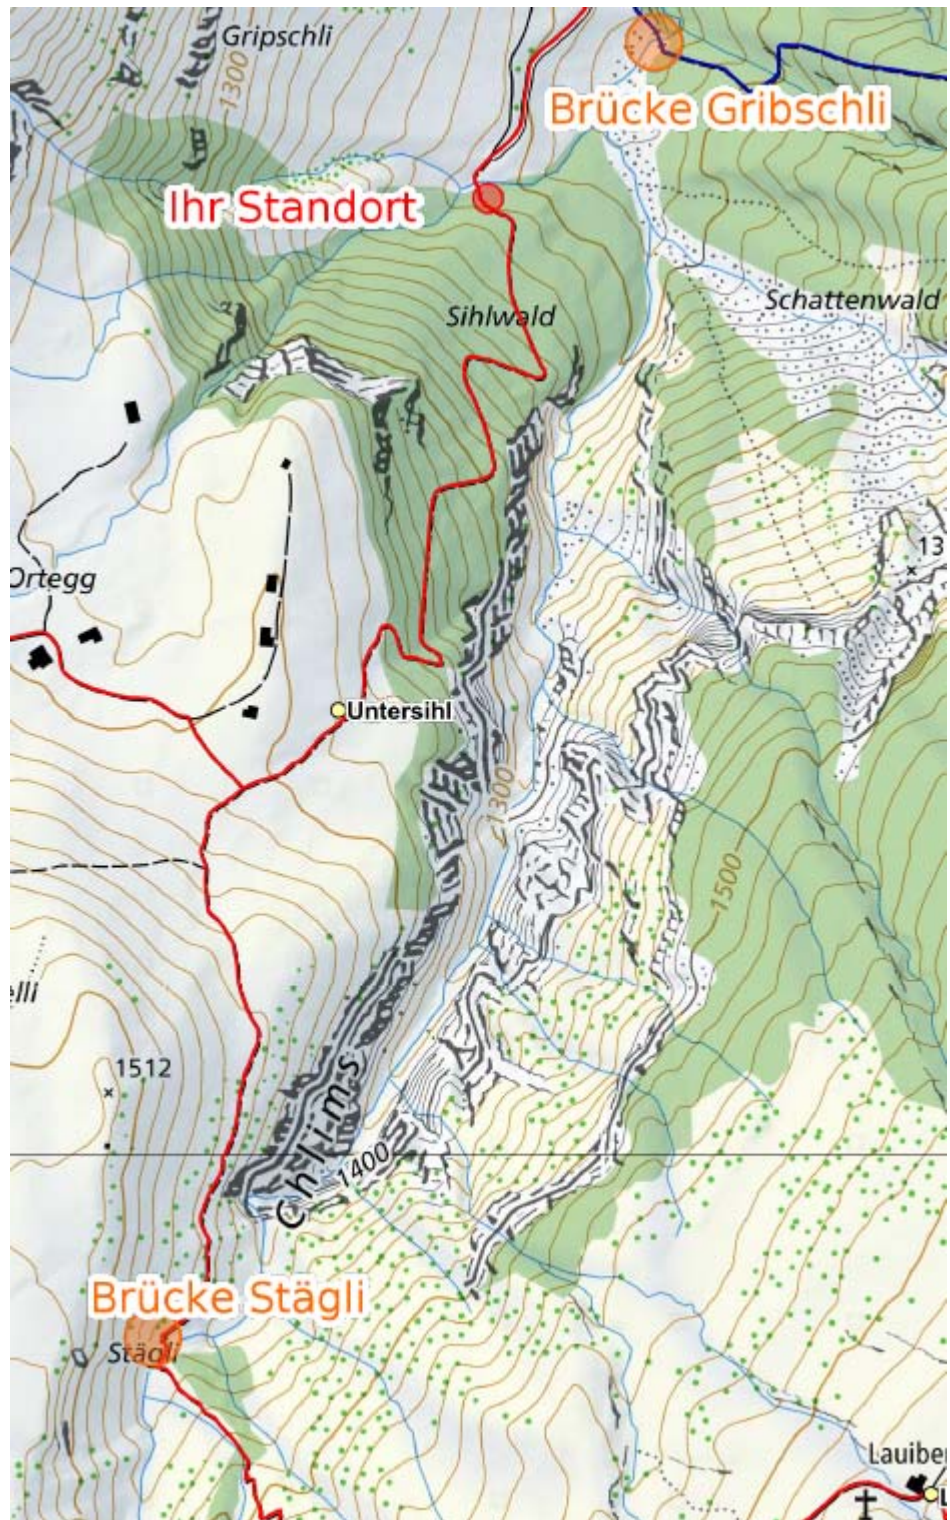 Gripschli
1300
Brücke Gribschli
Ihr Standort
Schattenwald
Sihlwald
13
Ortegg
Untersihl
1300
1500
elli
1512
Chlims
1400
Brücke Stägli
Stägli
Lauiber
L